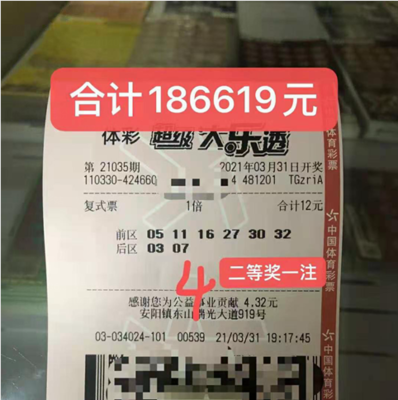 合计186619元
体彩 超级大乐透
第 21035期 2021年03月31日开奖
110330-424660 4 481201 TGzriA
复式票 1倍 合计12元
前区 05 11 16 27 30 32
后区 03 07
4 二等奖一注
感谢您为公益事业贡献 4.32元
安阳镇东山隅光大道919号
03-034024-101 00539 21/03/31 19:17:45
中国体育彩票
中国体育彩票